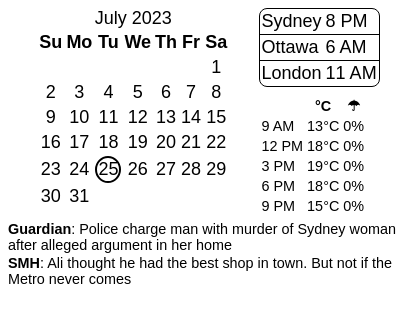 July 2023
Su Mo Tu We Th Fr Sa
1
2 3 4 5 6 7 8
9 10 11 12 13 14 15
16 17 18 19 20 21 22
23 24 25 26 27 28 29
30 31
Sydney 8 PM
Ottawa 6 AM
London 11 AM
°C ☂
9 AM 13°C 0%
12 PM 18°C 0%
3 PM 19°C 0%
6 PM 18°C 0%
9 PM 15°C 0%
Guardian: Police charge man with murder of Sydney woman
after alleged argument in her home
SMH: Ali thought he had the best shop in town. But not if the
Metro never comes